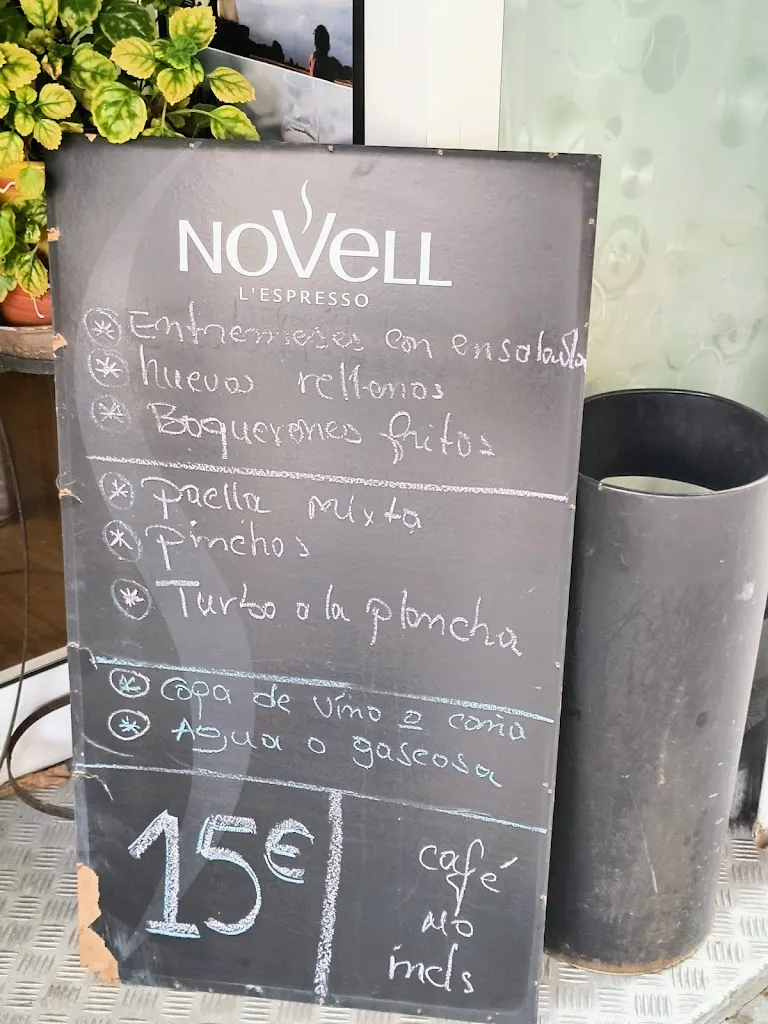 NOVELL
L'ESPRESSO
Entremeses con ensalada
huevos rellenos
Boquerones fritos
paella mixta
pinchos
Turbo a la plancha
copa de vino o caña
Agua o gaseosa
15€
café
no
incls